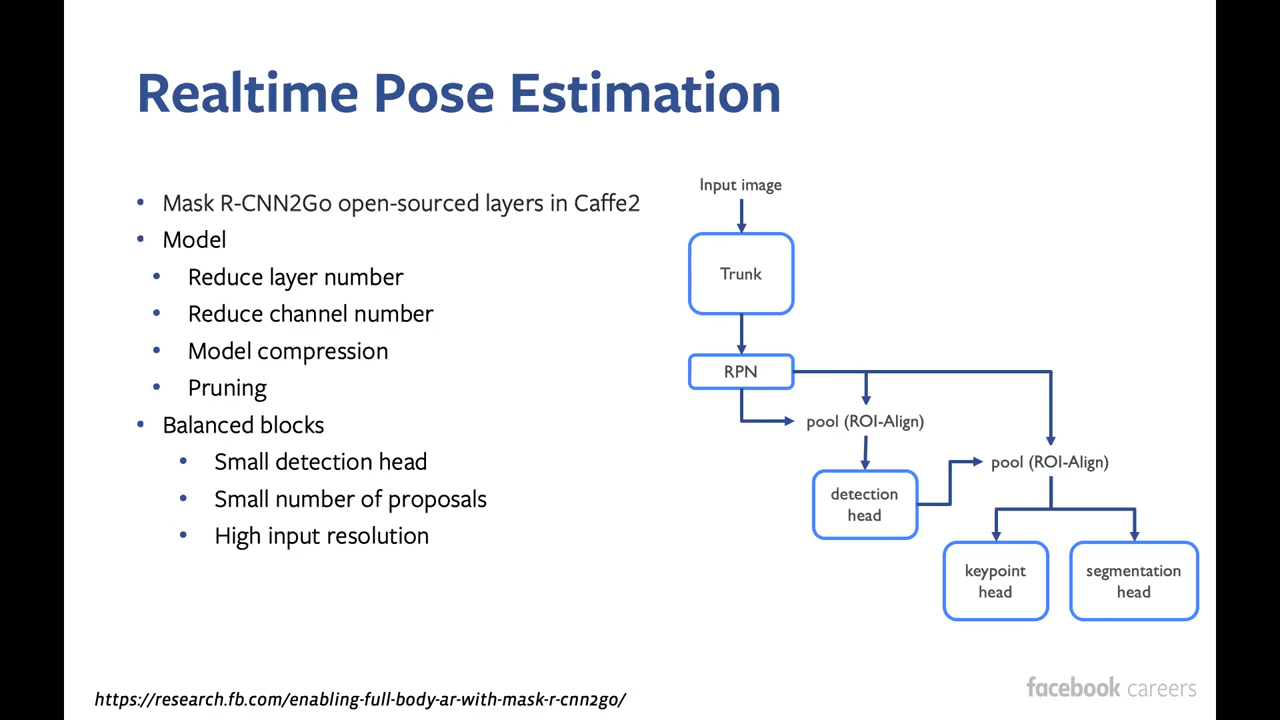 Realtime Pose Estimation
• Mask R-CNN2Go open-sourced layers in Caffe2
• Model
• Reduce layer number
• Reduce channel number
• Model compression
• Pruning
• Balanced blocks
• Small detection head
• Small number of proposals
• High input resolution
Input image
Trunk
RPN
pool (ROI-Align)
pool (ROI-Align)
detection
head
keypoint
head
segmentation
head
https://research.fb.com/enabling-full-body-ar-with-mask-r-cnn2go/
facebook careers